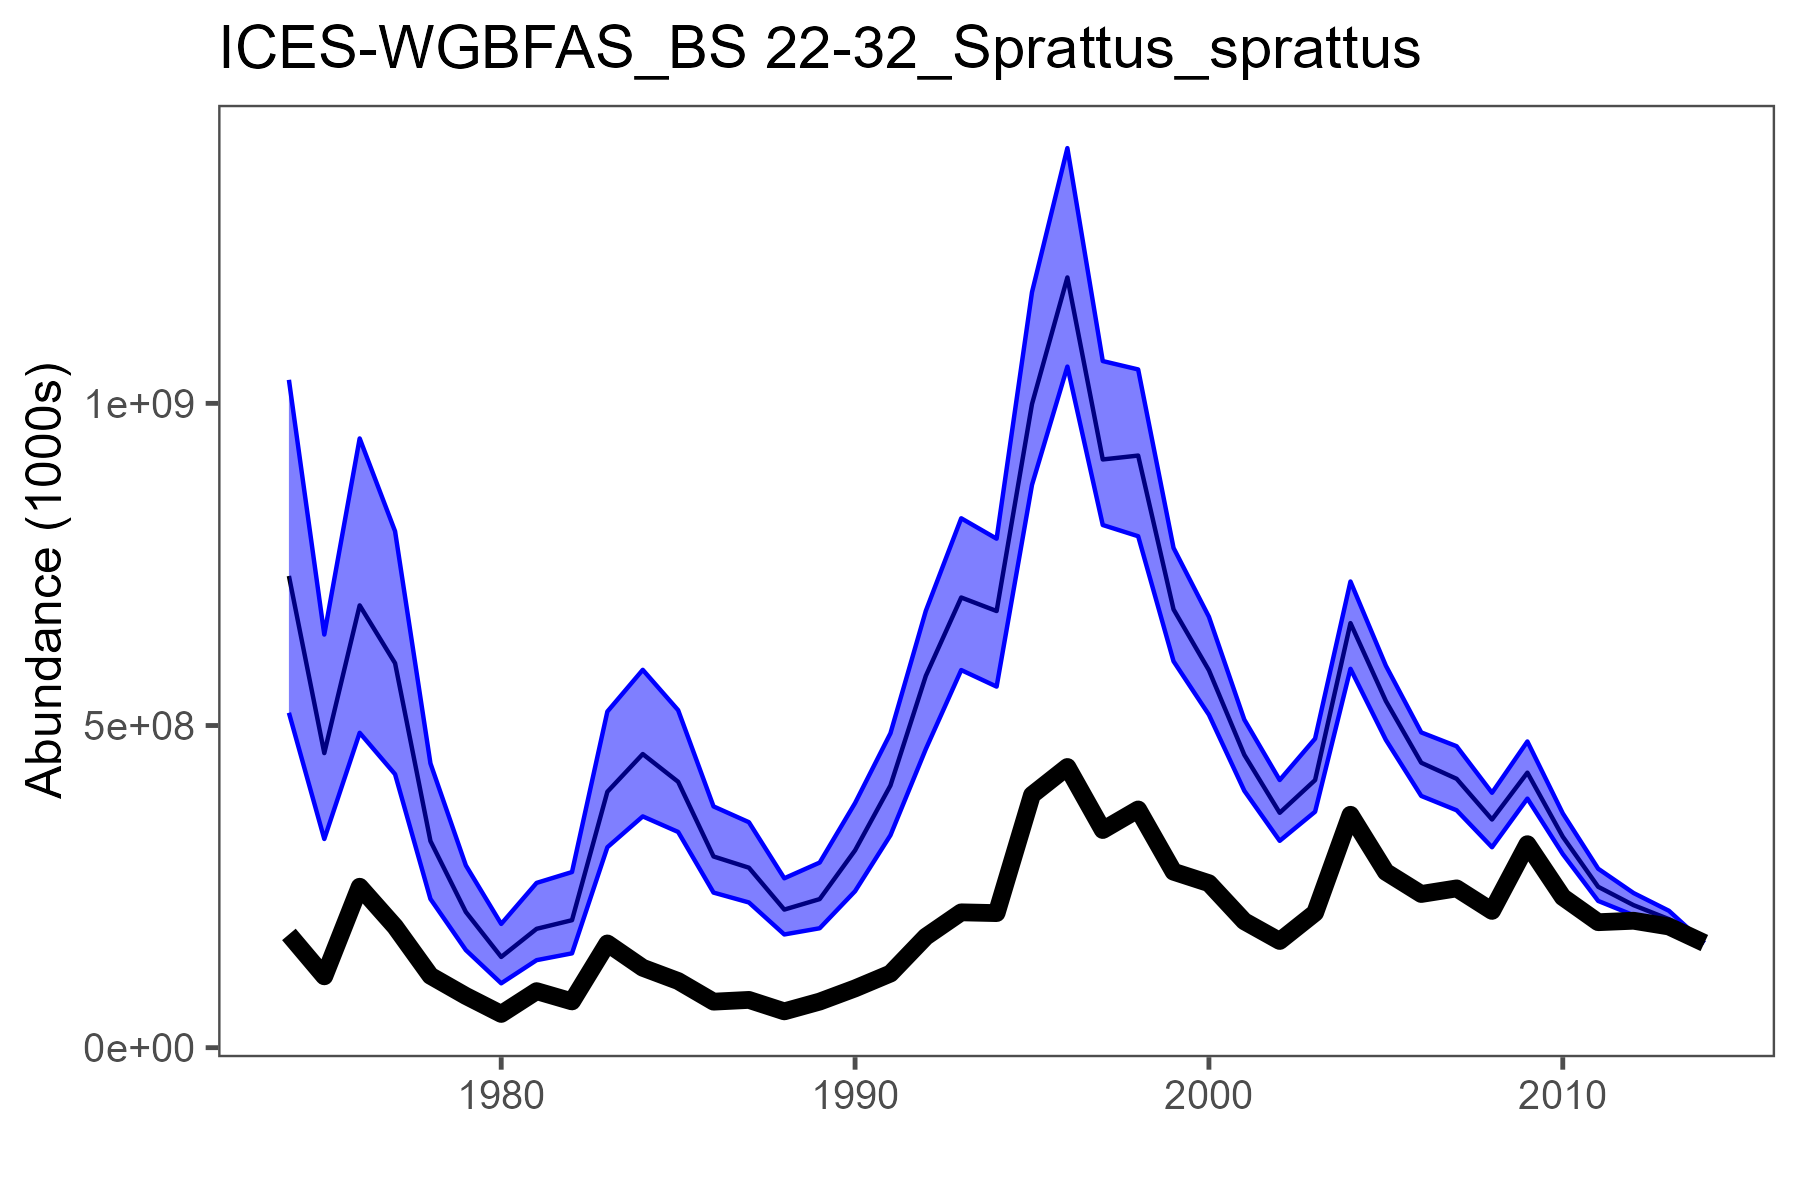 ICES-WGBFAS_BS 22-32_Sprattus_sprattus
Abundance (1000s)
1e+09
5e+08
0e+00
1980
1990
2000
2010